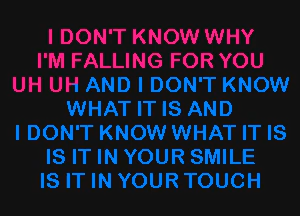 I DON'T KNOW WHY
I'M FALLING FOR YOU
UH UH AND I DON'T KNOW
WHAT IT IS AND
I DON'T KNOW WHAT IT IS
IS IT IN YOUR SMILE
IS IT IN YOUR TOUCH